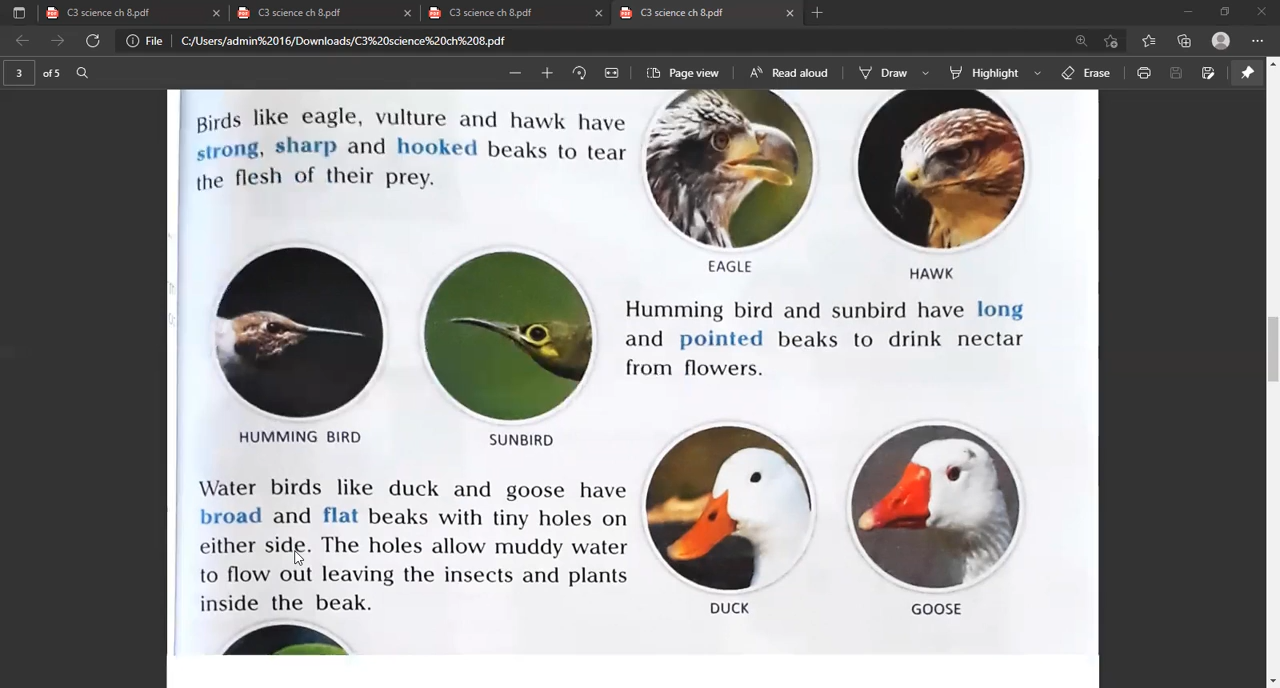 C3 science ch 8.pdf
C3 science ch 8.pdf
C3 science ch 8.pdf
C3 science ch 8.pdf
File
C:/Users/admin%2016/Downloads/C3%20science%20ch%208.pdf
3
of 5
Page view
Read aloud
Draw
Highlight
Erase
Birds like eagle, vulture and hawk have
strong, sharp and hooked beaks to tear
the flesh of their prey.
EAGLE
HAWK
Humming bird and sunbird have long
and pointed beaks to drink nectar
from flowers.
HUMMING BIRD
SUNBIRD
Water birds like duck and goose have
broad and flat beaks with tiny holes on
either side. The holes allow muddy water
to flow out leaving the insects and plants
inside the beak.
DUCK
GOOSE